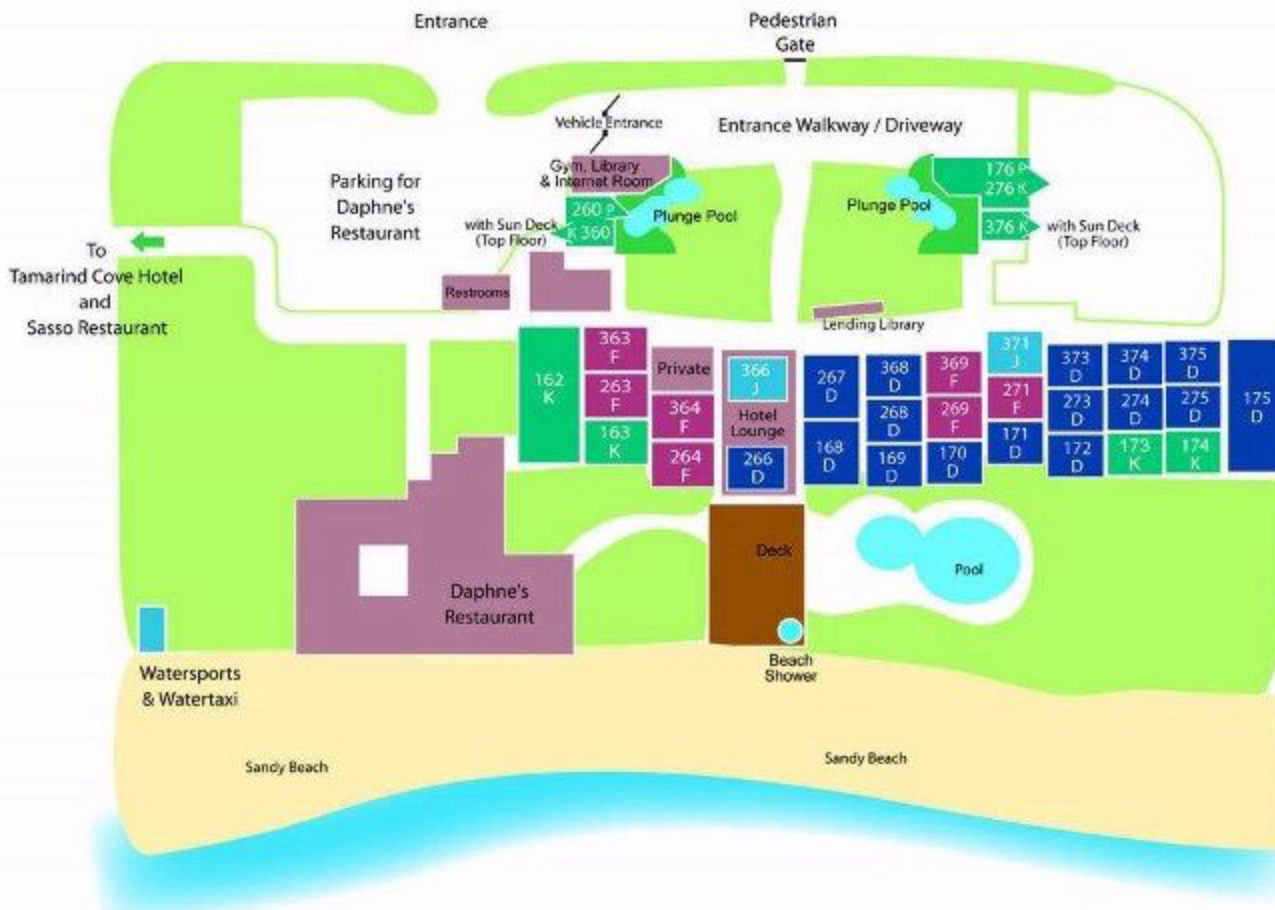 Entrance
Pedestrian
Gate
Vehicle Entrance
Entrance Walkway / Driveway
Gym, Library
& Internet Room
Parking for
Daphne's
Restaurant
176 P
276 K
260 P
K 360
Plunge Pool
Plunge Pool
376 K
with Sun Deck
(Top Floor)
with Sun Deck
(Top Floor)
To
Tamarind Cove Hotel
and
Sasso Restaurant
Restrooms
Lending Library
162
K
363
F
263
F
163
K
Private
364
F
264
F
366
J
Hotel
Lounge
266
D
267
D
168
D
368
D
268
D
169
D
369
F
269
F
170
D
371
J
271
F
171
D
373
D
273
D
172
D
374
D
274
D
173
K
375
D
275
D
174
K
175
D
Deck
Pool
Daphne's
Restaurant
Beach
Shower
Watersports
& Watertaxi
Sandy Beach
Sandy Beach